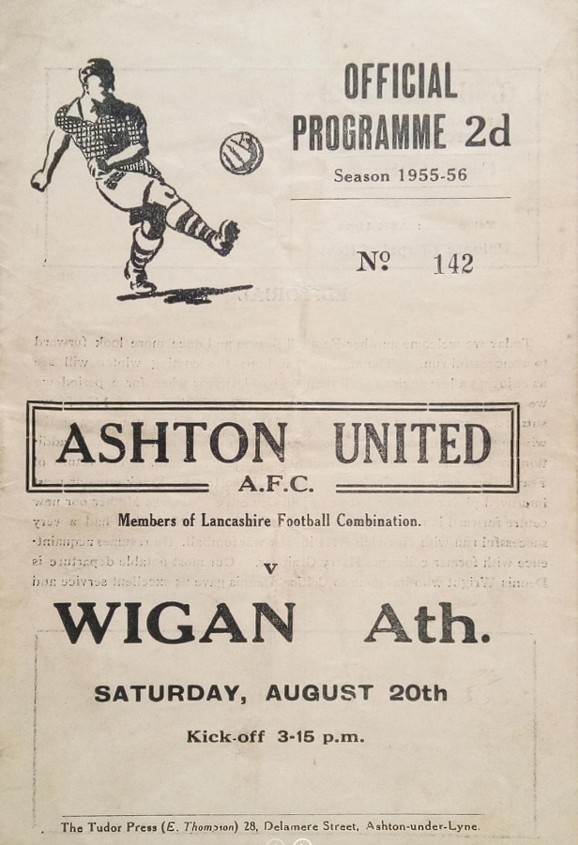 OFFICIAL
PROGRAMME 2d
Season 1955-56
Nº 142
ASHTON UNITED
A.F.C.
Members of Lancashire Football Combination.
v
WIGAN Ath.
SATURDAY, AUGUST 20th
Kick-off 3-15 p.m.
The Tudor Press (E. Thompson) 28, Delamere Street, Ashton-under-Lyne.